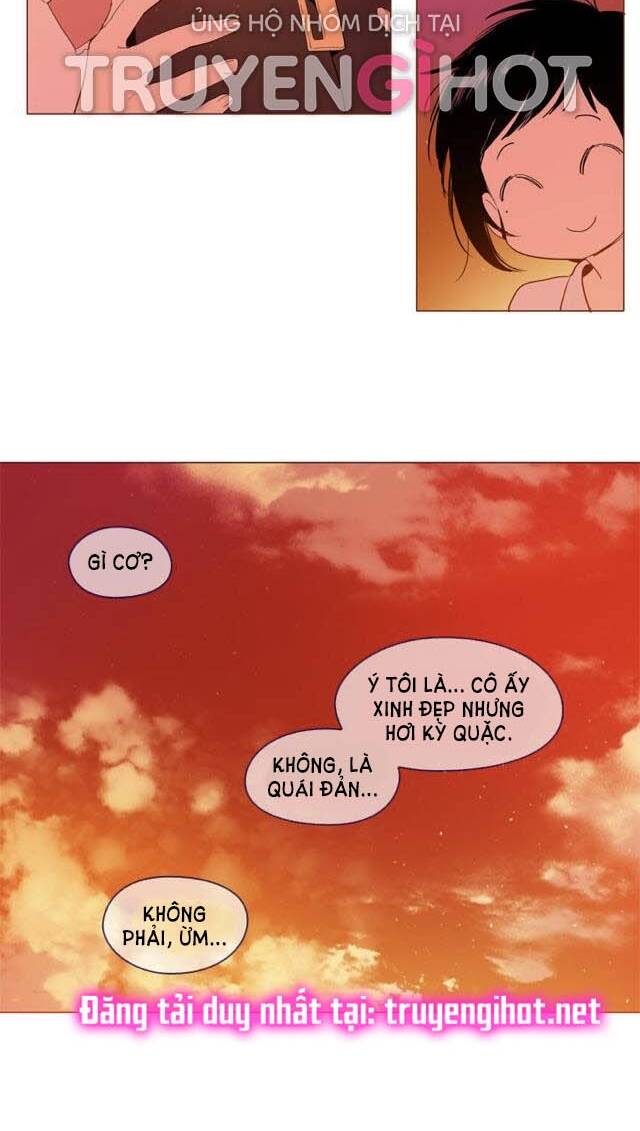 ỦNG HỘ NHÓM DỊCH TẠI
TRUYENGÌHOT
GÌ CƠ?
Ý TÔI LÀ... CÔ ẤY
XINH ĐẸP NHƯNG
HƠI KỲ QUẶC.
KHÔNG, LÀ
QUÁI ĐẢN...
KHÔNG
PHẢI, ỪM...
Đăng tải duy nhất tại: truyengihot.net